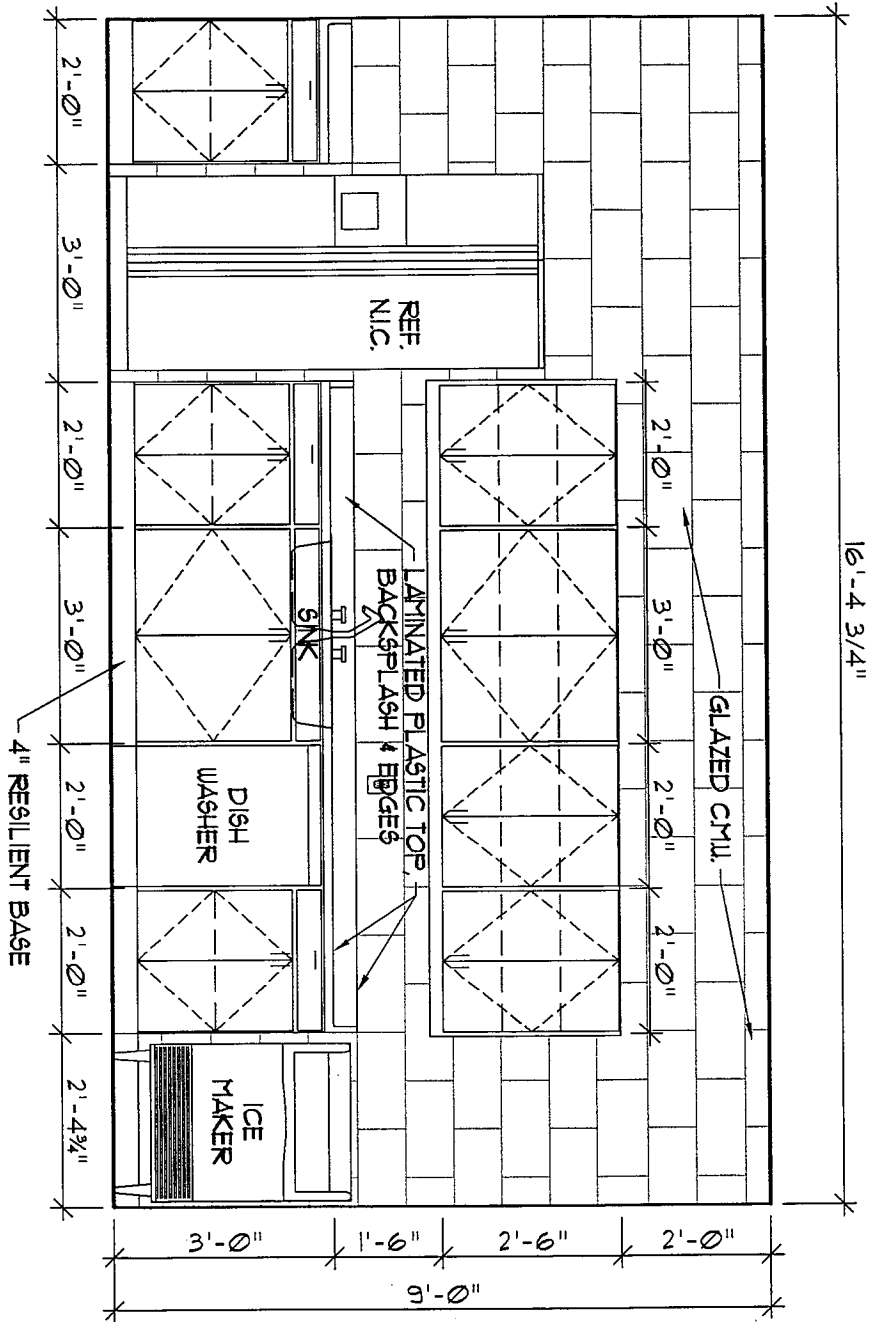 16'-4 3/4"
GLAZED C.M.U.
2'-0"
3'-0"
2'-0"
2'-0"
REF.
N.I.C.
LAMINATED PLASTIC TOP,
BACKSPLASH & EDGES
SINK
DISH
WASHER
ICE
MAKER
2'-0"
3'-0"
2'-0"
3'-0"
2'-0"
2'-0"
2'-4¾"
4" RESILIENT BASE
2'-0"
2'-6"
1'-6"
3'-0"
9'-0"